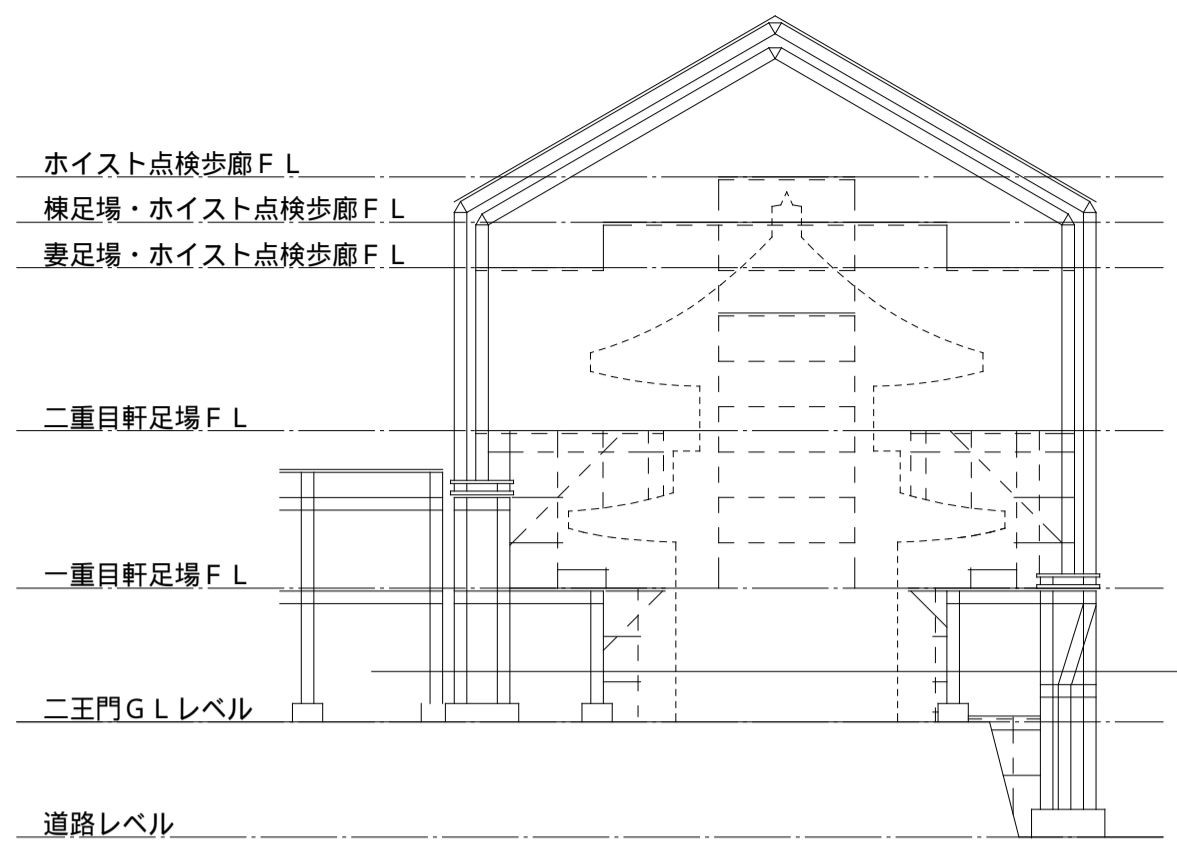 ホイスト点検歩廊ＦＬ
棟足場・ホイスト点検歩廊ＦＬ
妻足場・ホイスト点検歩廊ＦＬ
二重目軒足場ＦＬ
一重目軒足場ＦＬ
二王門ＧＬレベル
道路レベル